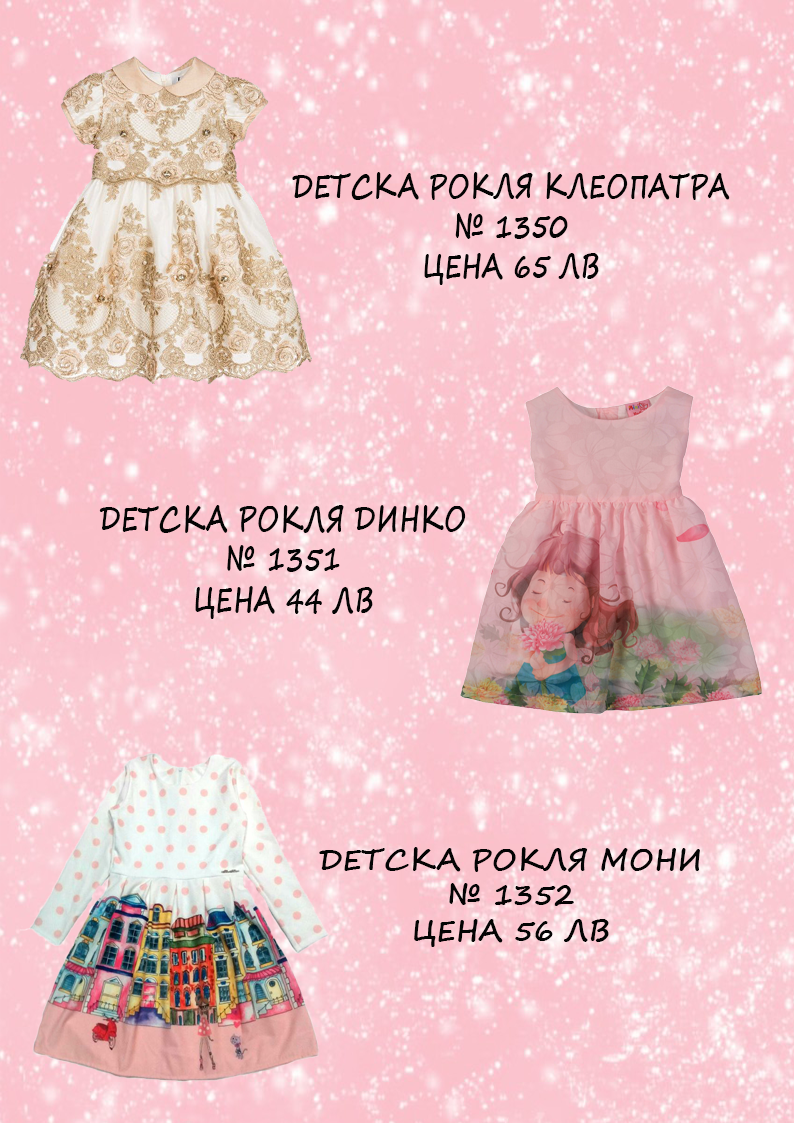 ДЕТСКА РОКЛЯ КЛЕОПАТРА
№ 1350
ЦЕНА 65 ЛВ
ДЕТСКА РОКЛЯ ДИНКО
№ 1351
ЦЕНА 44 ЛВ
ДЕТСКА РОКЛЯ МОНИ
№ 1352
ЦЕНА 56 ЛВ